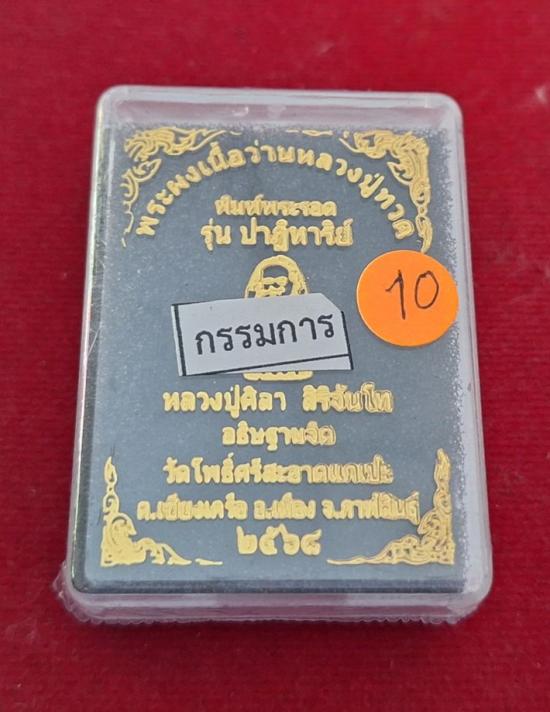 พระผงเนื้อว่านหลวงปู่ทวด
พิมพ์พระรอด
รุ่น ปาฏิหาริย์
10
กรรมการ
หลวงปู่ศิลา สิริจันโท
อธิษฐานจิต
วัดโพธิ์ศรีสะอาดแกเปะ
ต.เชียงเครือ อ.เมือง จ.กาฬสินธุ์
๒๕๖๘